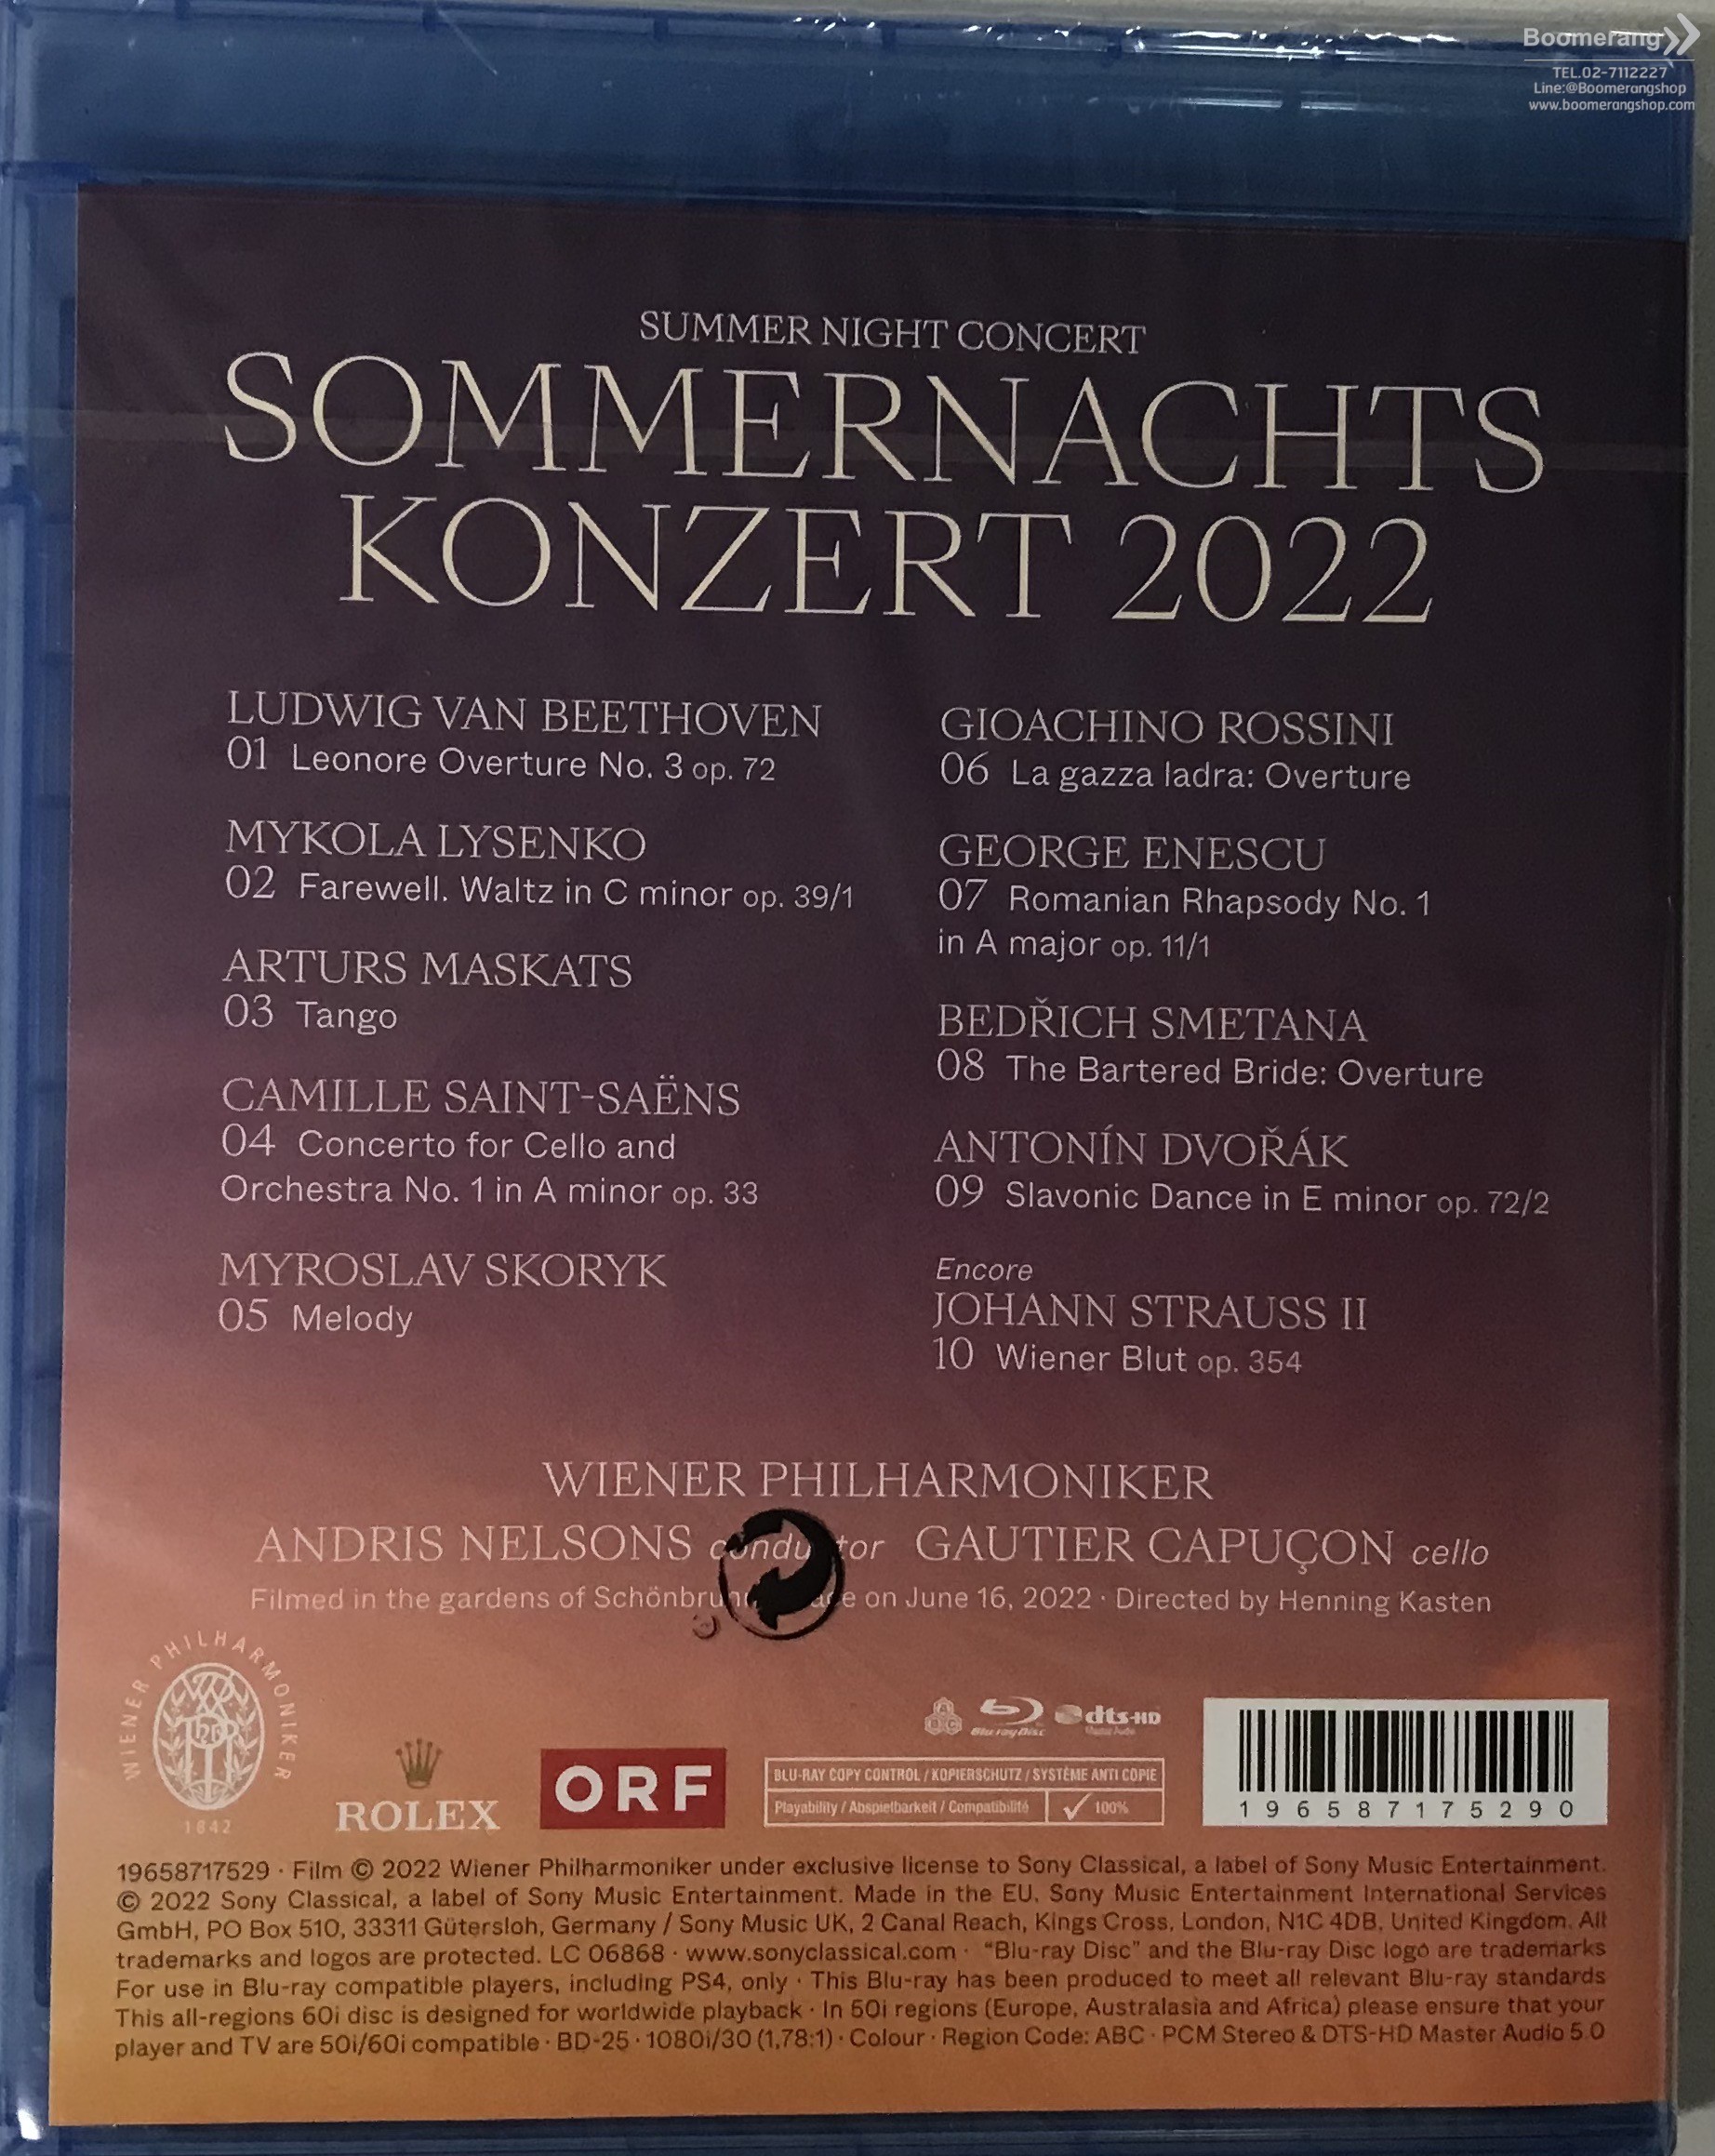 Boomerang
TEL.02-7112227
Line:@Boomerangshop
www.boomerangshop.com
SUMMER NIGHT CONCERT
SOMMERNACHTS
KONZERT 2022
LUDWIG VAN BEETHOVEN
01 Leonore Overture No. 3 op. 72
MYKOLA LYSENKO
02 Farewell. Waltz in C minor op. 39/1
ARTURS MASKATS
03 Tango
CAMILLE SAINT-SAËNS
04 Concerto for Cello and
Orchestra No. 1 in A minor op. 33
MYROSLAV SKORYK
05 Melody
GIOACHINO ROSSINI
06 La gazza ladra: Overture
GEORGE ENESCU
07 Romanian Rhapsody No. 1
in A major op. 11/1
BEDŘICH SMETANA
08 The Bartered Bride: Overture
ANTONÍN DVOŘÁK
09 Slavonic Dance in E minor op. 72/2
Encore
JOHANN STRAUSS II
10 Wiener Blut op. 354
WIENER PHILHARMONIKER
ANDRIS NELSONS conductor GAUTIER CAPUÇON cello
Filmed in the gardens of on June 16, 2022 · Directed by Henning Kasten
WIENER PHILHARMONIKER
1842
ROLEX
ORF
ABC
Blu-ray Disc
dts-HD
Master Audio
BLU-RAY COPY CONTROL / KOPIERSCHUTZ / SYSTÈME ANTI COPIE
Playability / Abspielbarkeit / Compatibilité 100%
196587175290
19658717529 · Film © 2022 Wiener Philharmoniker under exclusive license to Sony Classical, a label of Sony Music Entertainment.
© 2022 Sony Classical, a label of Sony Music Entertainment. Made in the EU. Sony Music Entertainment International Services
GmbH, PO Box 510, 33311 Gütersloh, Germany / Sony Music UK, 2 Canal Reach, Kings Cross, London, N1C 4DB, United Kingdom. All
trademarks and logos are protected. LC 06868 · www.sonyclassical.com · "Blu-ray Disc" and the Blu-ray Disc logo are trademarks
For use in Blu-ray compatible players, including PS4, only · This Blu-ray has been produced to meet all relevant Blu-ray standards
This all-regions 60i disc is designed for worldwide playback · In 50i regions (Europe, Australasia and Africa) please ensure that your
player and TV are 50i/60i compatible · BD-25 · 1080i/30 (1,78:1) · Colour · Region Code: ABC · PCM Stereo & DTS-HD Master Audio 5.0